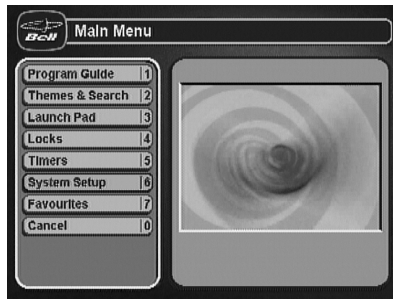 Bell
Main Menu
Program Guide 1
Themes & Search 2
Launch Pad 3
Locks 4
Timers 5
System Setup 6
Favourites 7
Cancel 0